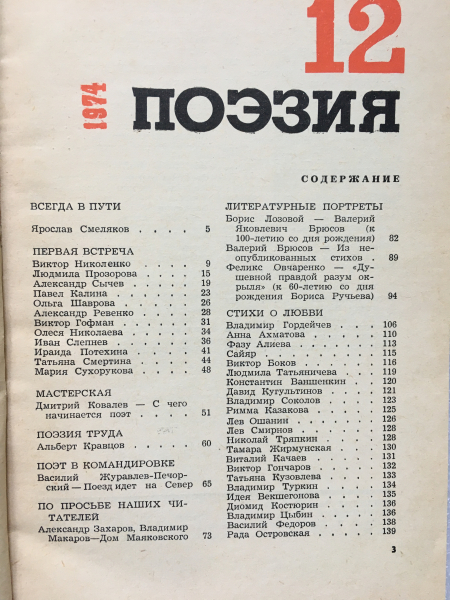 12
1974
ПОЭЗИЯ
СОДЕРЖАНИЕ
ВСЕГДА В ПУТИ
Ярослав Смеляков . . . . 5
ПЕРВАЯ ВСТРЕЧА
Виктор Николенко . . . . 9
Людмила Прозорова . . . . 15
Александр Сычев . . . . 19
Павел Калина . . . . 23
Ольга Шаврова . . . . 26
Александр Ревенко . . . . 28
Виктор Гофман . . . . 31
Олеся Николаева . . . . 34
Иван Слепнев . . . . 36
Ираида Потехина . . . . 41
Татьяна Смертина . . . . 44
Мария Сухорукова . . . . 48
МАСТЕРСКАЯ
Дмитрий Ковалев — С чего
начинается поэт . . . . 51
ПОЭЗИЯ ТРУДА
Альберт Кравцов . . . . 60
ПОЭТ В КОМАНДИРОВКЕ
Василий Журавлев-Печор-
ский — Поезд идет на Север 65
ПО ПРОСЬБЕ НАШИХ ЧИ-
ТАТЕЛЕЙ
Александр Захаров, Владимир
Макаров — Дом Маяковского 73
ЛИТЕРАТУРНЫЕ ПОРТРЕТЫ
Борис Лозовой — Валерий
Яковлевич Брюсов (к
100-летию со дня рождения) 82
Валерий Брюсов — Из не-
опубликованных стихов . 89
Феликс Овчаренко — «Ду-
шевной правдой разум ок-
рыля» (к 60-летию со дня
рождения Бориса Ручьева) 94
СТИХИ О ЛЮБВИ
Владимир Гордейчев . . . 106
Анна Ахматова . . . . 110
Фазу Алиева . . . . 113
Сайяр . . . . 115
Виктор Боков . . . . 116
Людмила Татьяничева . . . 119
Константин Ваншенкин . . 120
Давид Кугультинов . . . 121
Владимир Соколов . . . 123
Римма Казакова . . . . 125
Лев Ошанин . . . . 126
Лев Смирнов . . . . 128
Николай Тряпкин . . . . 128
Тамара Жирмунская . . . 130
Виталий Качаев . . . . 131
Виктор Гончаров . . . . 132
Татьяна Кузовлева . . . 133
Владимир Туркин . . . . 134
Идея Векшегонова . . . . 135
Диомид Костюрин . . . . 136
Владимир Цыбин . . . . 136
Василий Федоров . . . . 138
Рада Островская . . . . 139
3